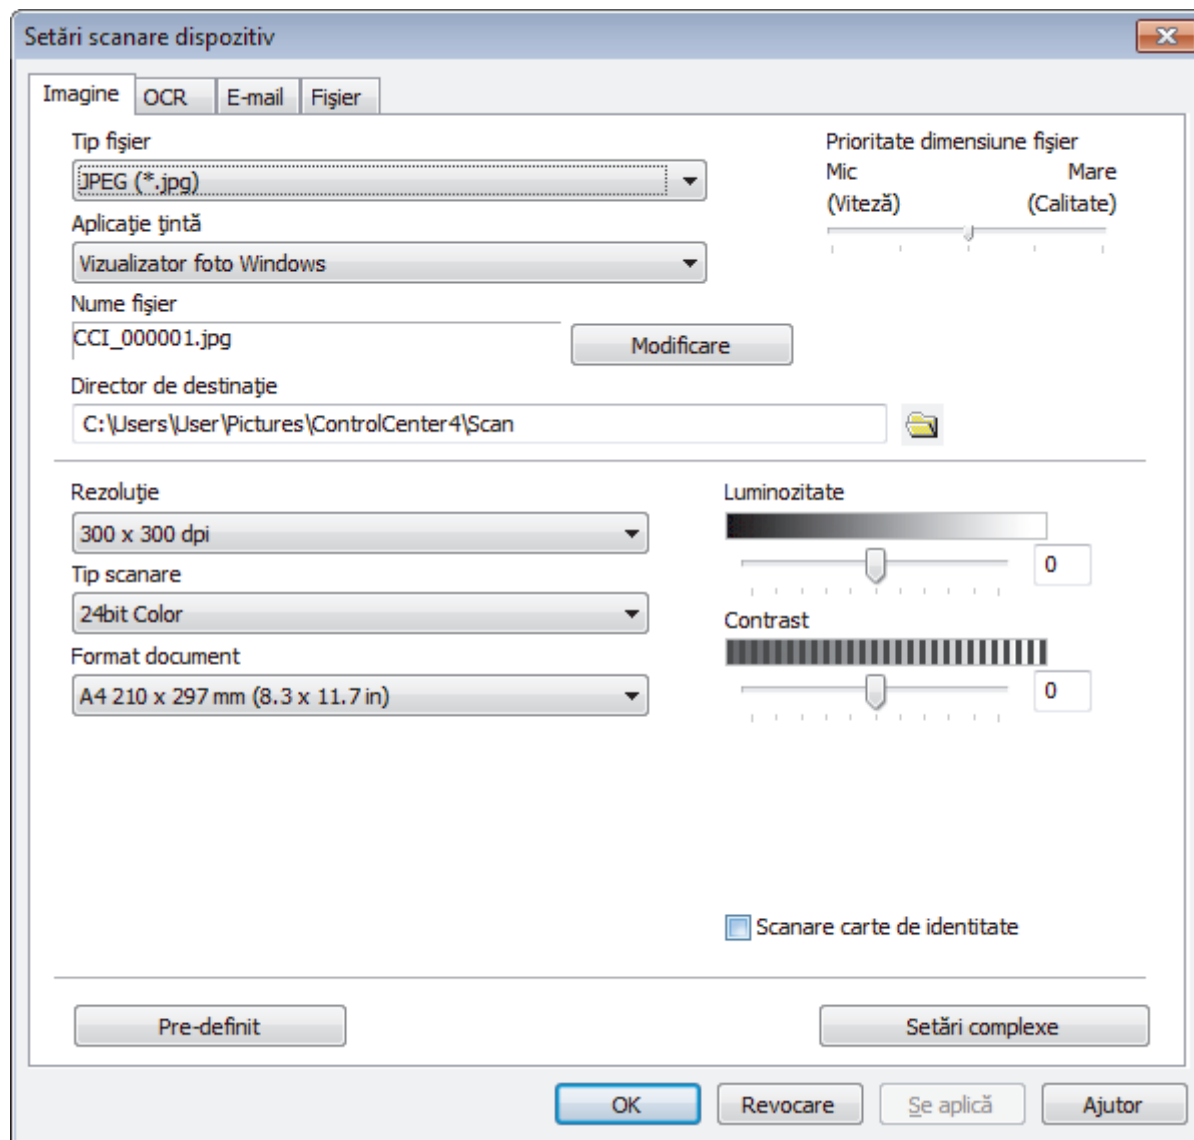 Setări scanare dispozitiv
Imagine OCR E-mail Fişier
Tip fişier
JPEG (*.jpg)
Aplicaţie ţintă
Vizualizator foto Windows
Nume fişier
CCI_000001.jpg Modificare
Director de destinaţie
C:\Users\User\Pictures\ControlCenter4\Scan
Prioritate dimensiune fişier
Mic Mare
(Viteză) (Calitate)
Rezoluţie
300 x 300 dpi
Tip scanare
24bit Color
Format document
A4 210 x 297 mm (8.3 x 11.7 in)
Luminozitate
0
Contrast
0
Scanare carte de identitate
Pre-definit Setări complexe
OK Revocare Se aplică Ajutor